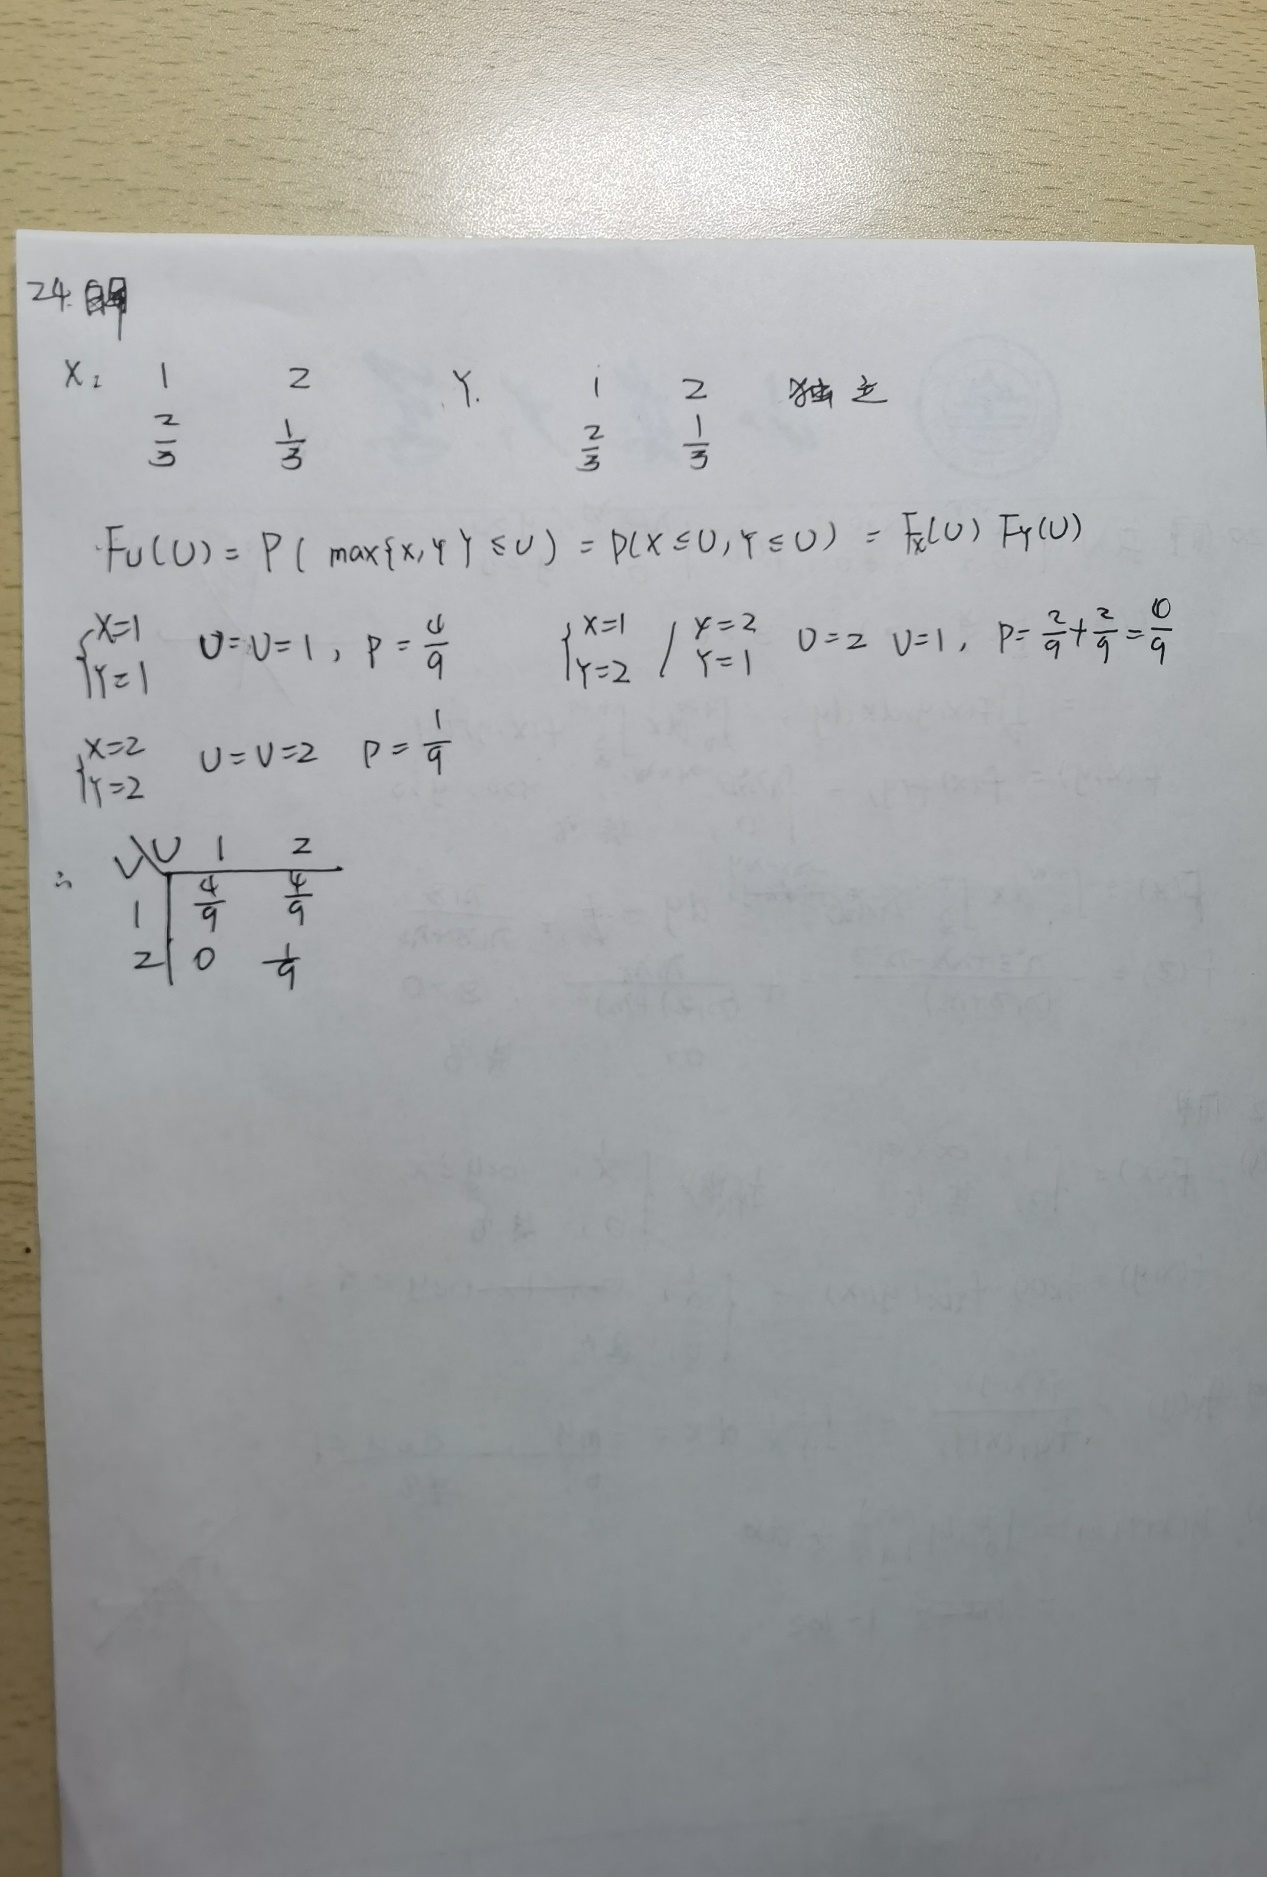 24.
X: 1 2 Y. 1 2 独立
2/3 1/3 2/3 1/3
FU(U) = P( max{X,Y} ≤ U) = P(X ≤ U, Y ≤ U) = FX(U) FY(U)
{X=1 Y=1 U=V=1, P=4/9 {X=1 Y=2 / X=2 Y=1 U=2 V=1, P=2/9+2/9=4/9
{X=2 Y=2 U=V=2 P=1/9
∴ V\U 1 2
1 4/9 4/9
2 0 1/9